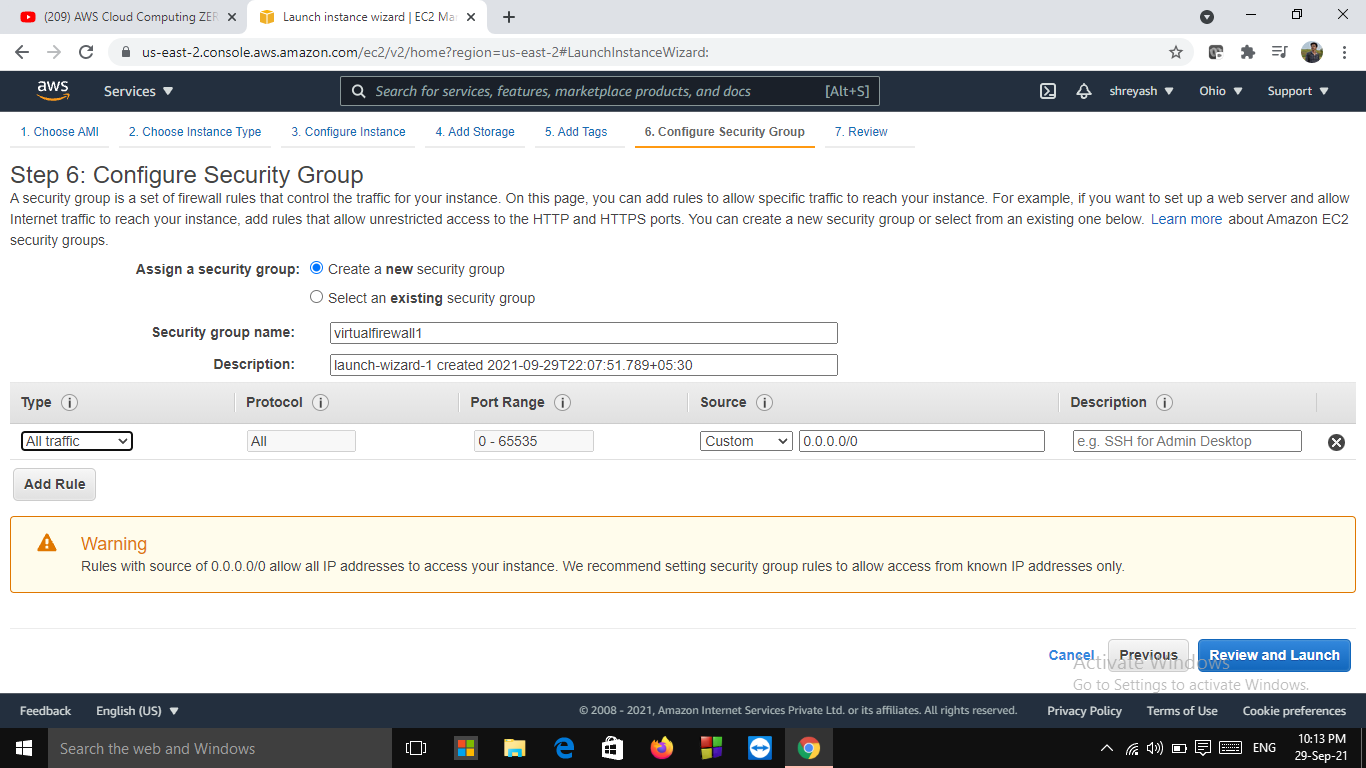 (209) AWS Cloud Computing ZER
Launch instance wizard | EC2 Mar
us-east-2.console.aws.amazon.com/ec2/v2/home?region=us-east-2#LaunchInstanceWizard:
aws Services Search for services, features, marketplace products, and docs [Alt+S] shreyash Ohio Support
1. Choose AMI 2. Choose Instance Type 3. Configure Instance 4. Add Storage 5. Add Tags 6. Configure Security Group 7. Review
Step 6: Configure Security Group
A security group is a set of firewall rules that control the traffic for your instance. On this page, you can add rules to allow specific traffic to reach your instance. For example, if you want to set up a web server and allow
Internet traffic to reach your instance, add rules that allow unrestricted access to the HTTP and HTTPS ports. You can create a new security group or select from an existing one below. Learn more about Amazon EC2
security groups.
Assign a security group: Create a new security group
Select an existing security group
Security group name: virtualfirewall1
Description: launch-wizard-1 created 2021-09-29T22:07:51.789+05:30
Type i Protocol i Port Range i Source i Description i
All traffic All 0 - 65535 Custom 0.0.0.0/0 e.g. SSH for Admin Desktop
Add Rule
Warning
Rules with source of 0.0.0.0/0 allow all IP addresses to access your instance. We recommend setting security group rules to allow access from known IP addresses only.
Cancel Previous Review and Launch
Activate Windows
Go to Settings to activate Windows.
Feedback English (US) © 2008 - 2021, Amazon Internet Services Private Ltd. or its affiliates. All rights reserved. Privacy Policy Terms of Use Cookie preferences
Search the web and Windows ENG 10:13 PM
29-Sep-21